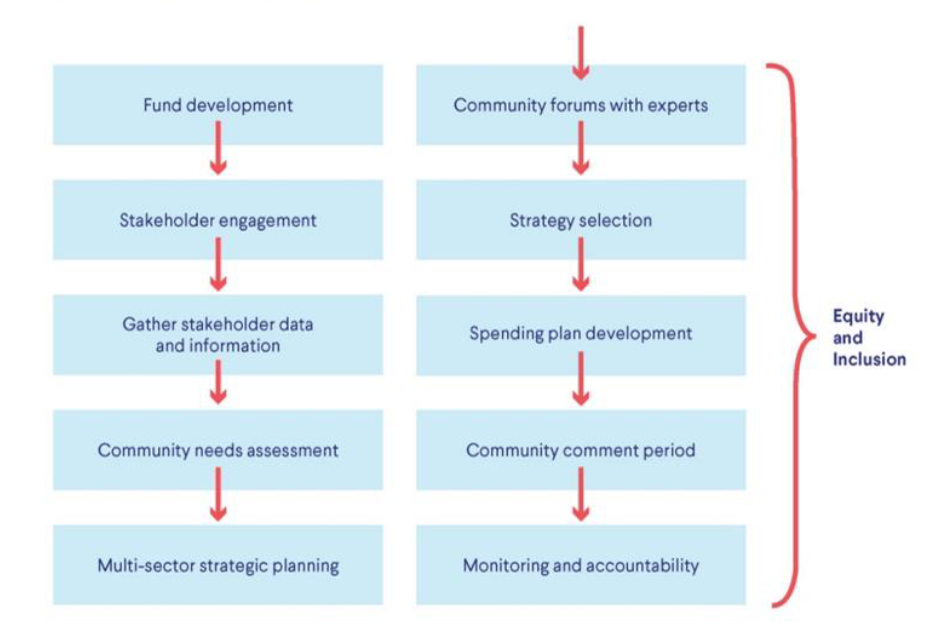 Fund development
Stakeholder engagement
Gather stakeholder data
and information
Community needs assessment
Multi-sector strategic planning
Community forums with experts
Strategy selection
Spending plan development
Community comment period
Monitoring and accountability
Equity
and
Inclusion